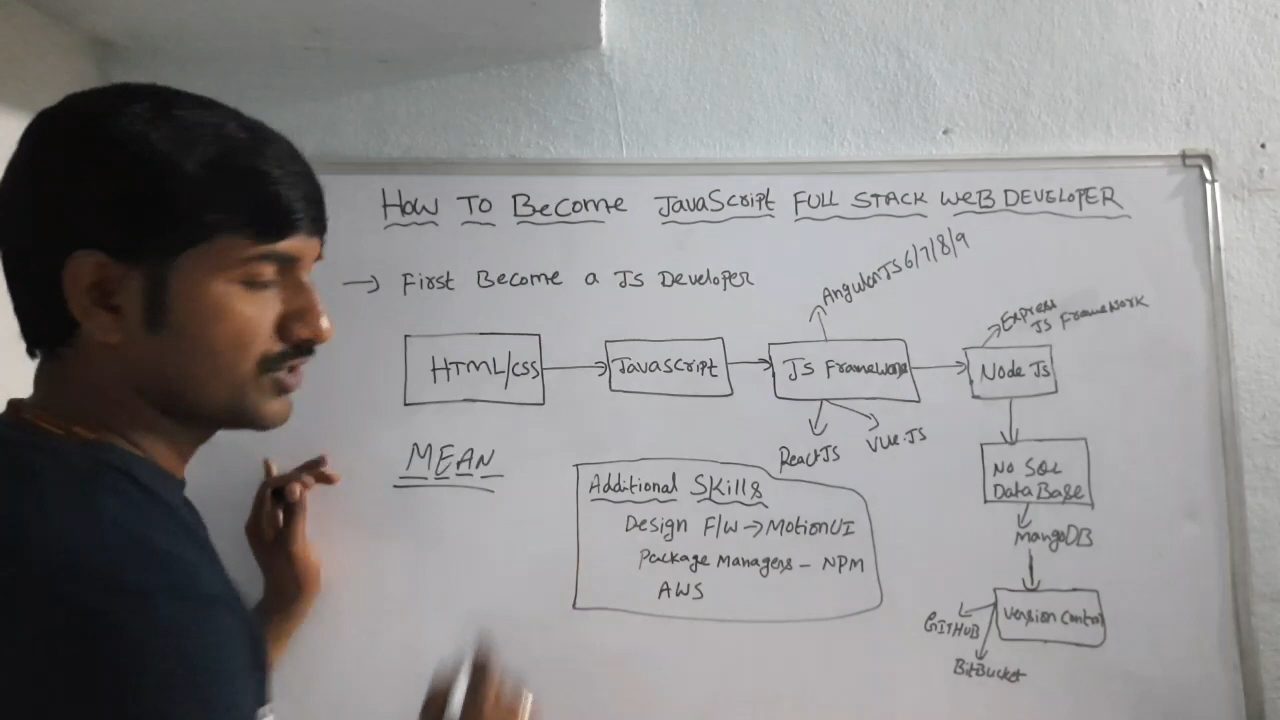 How To Become JavaScript FULL STACK WEB DEVELOPER
→ First Become a JS Developer
AngularJS 6/7/8/9
Express
JS FrameWork
HTML/CSS
JavaScript
JS FrameWork
Node JS
ReactJS
VUE.JS
MEAN
No SQL
DataBase
MangoDB
Additional Skills
Design F/W → MotionUI
Package Managers - NPM
AWS
Version Control
GITHUB
BitBucket